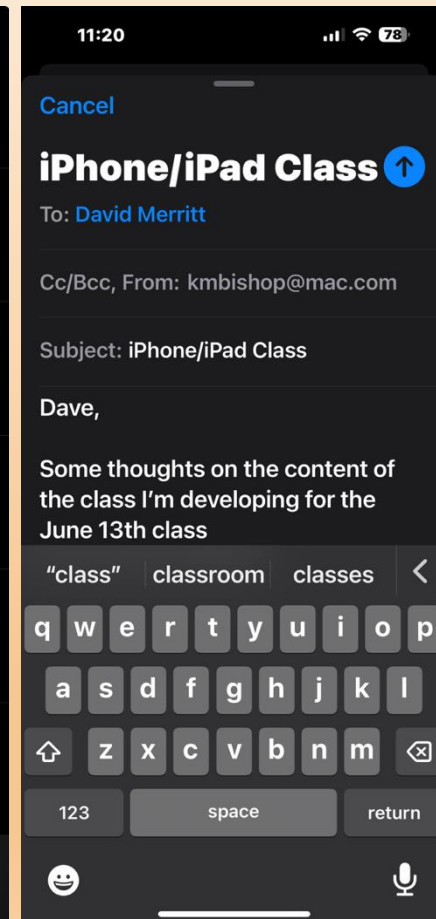 11:20 78
Cancel
iPhone/iPad Class
To: David Merritt
Cc/Bcc, From: kmbishop@mac.com
Subject: iPhone/iPad Class
Dave,
Some thoughts on the content of
the class I’m developing for the
June 13th class
“class” classroom classes
q w e r t y u i o p
a s d f g h j k l
z x c v b n m
123 space return